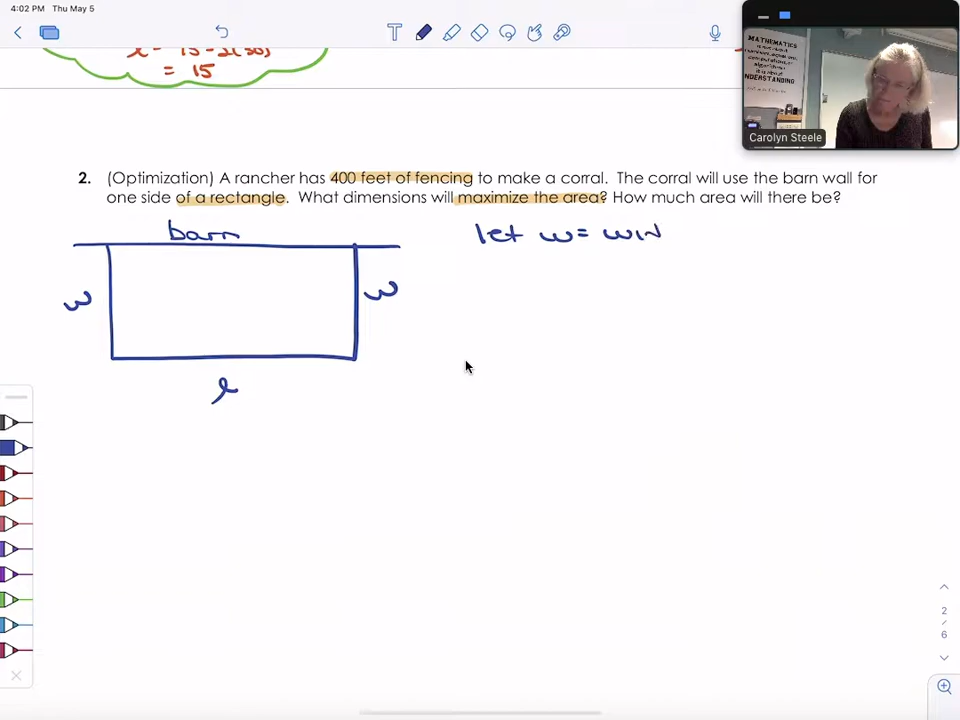 4:02 PM Thu May 5
= 15
MATHEMATICS
UNDERSTANDING
Carolyn Steele
2. (Optimization) A rancher has 400 feet of fencing to make a corral. The corral will use the barn wall for
one side of a rectangle. What dimensions will maximize the area? How much area will there be?
barn
let w =
w
w
l
2
/
6